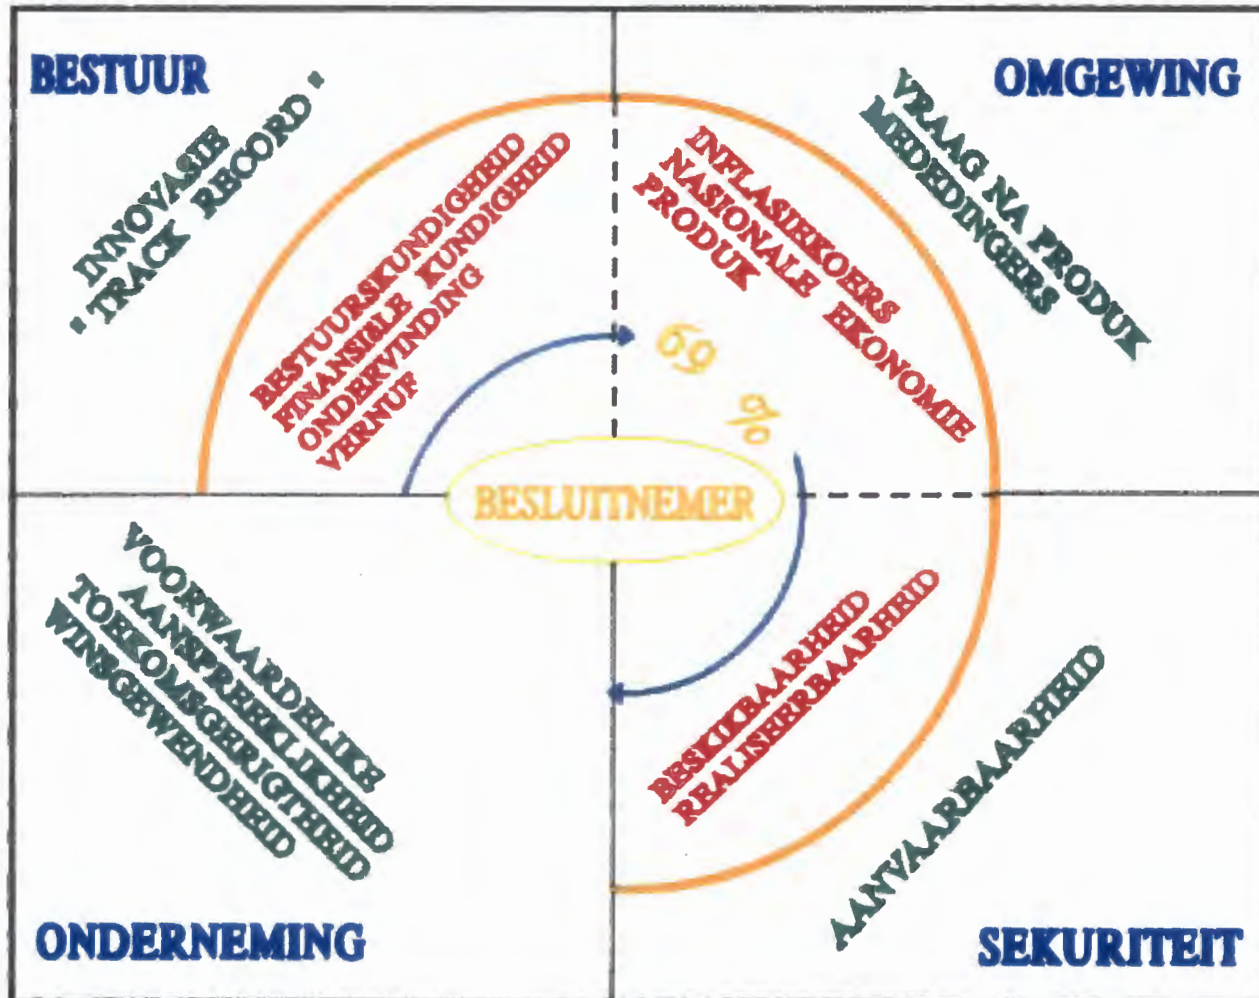 BESTUUR
INNOVASIE
" TRACK RECORD "
BESTUURSKUNDIGHEID
FINANSIËLE KUNDIGHEID
ONDERVINDING
VERNUF
OMGEWING
VRAAG NA PRODUK
MEDEDINGERS
INFLASIEKOERS
NASIONALE EKONOMIE
PRODUK
69 %
BESLUITNEMER
VOORWAARDELIKE
AANSPREEKLIKHEID
TOEKOMSGERIGTHEID
WINSGEWENDHEID
ONDERNEMING
BESKIKBAARHEID
REALISEERBAARHEID
AANVAARBAARHEID
SEKURITEIT